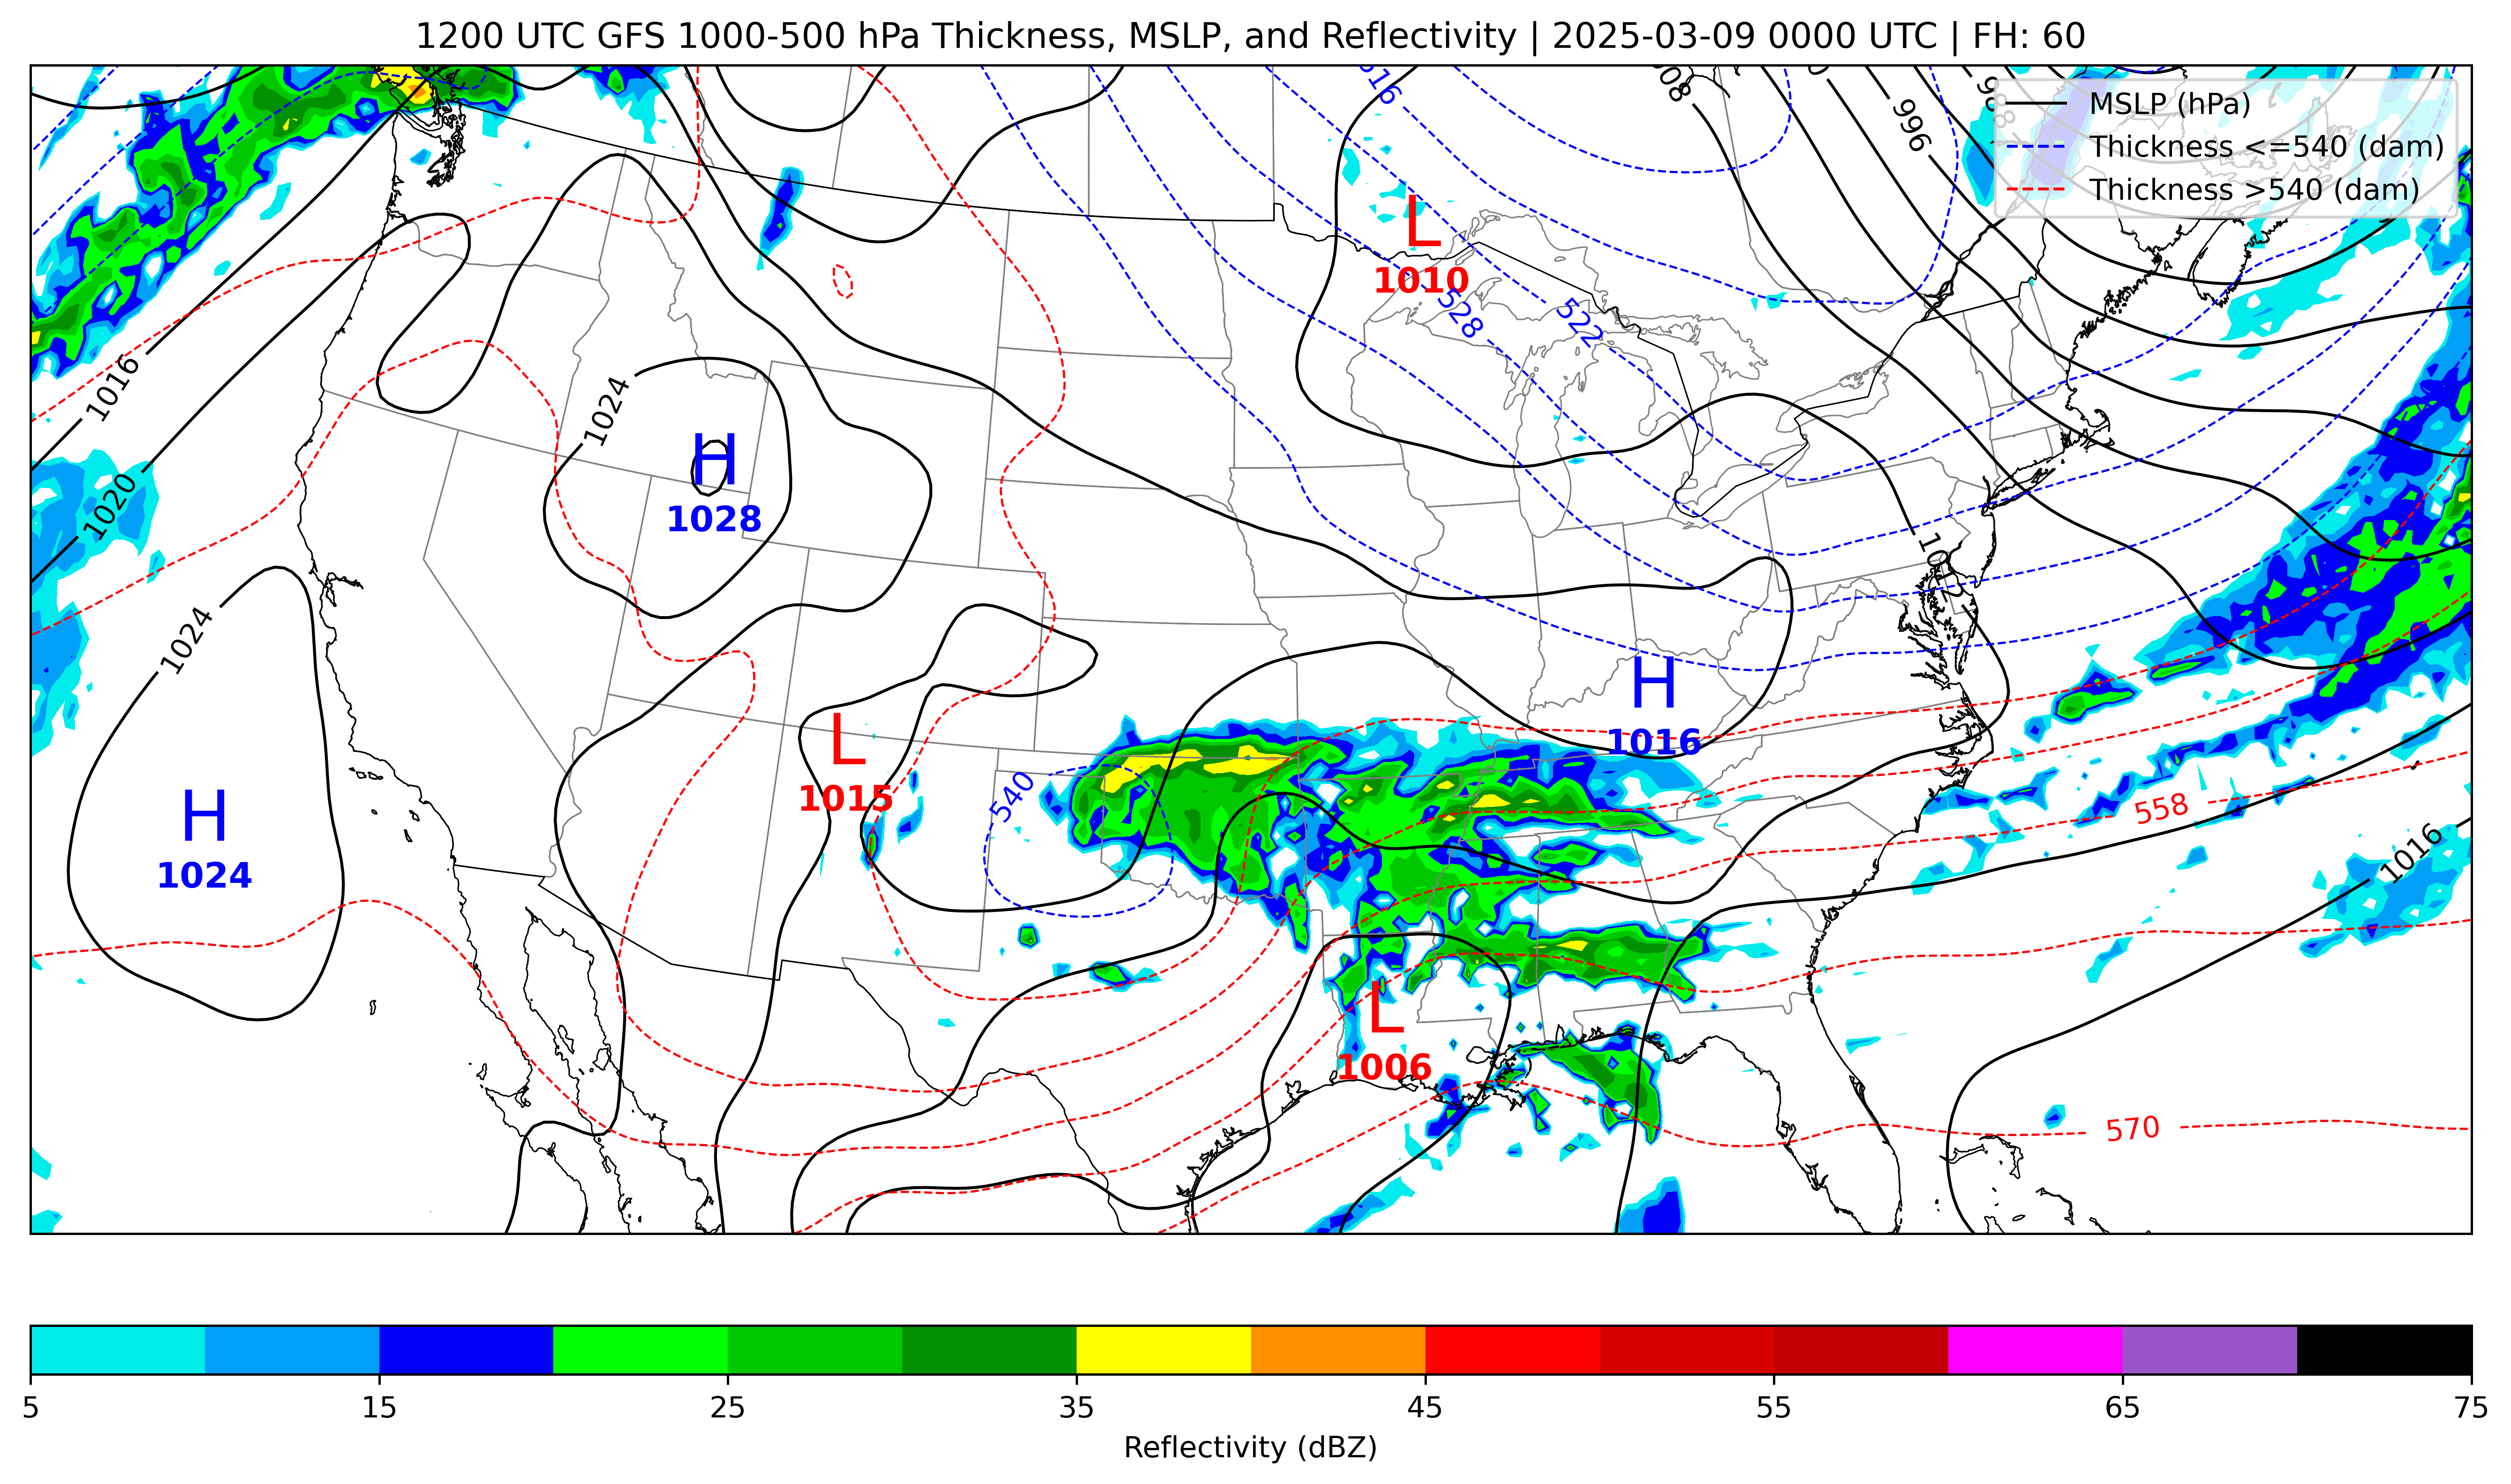 1200 UTC GFS 1000-500 hPa Thickness, MSLP, and Reflectivity | 2025-03-09 0000 UTC | FH: 60
MSLP (hPa)
Thickness <=540 (dam)
Thickness >540 (dam)
516
1008
996
988
L
1010
528
522
1016
1024
H
1028
1020
1012
1024
H
1016
L
1015
540
558
H
1024
1016
L
1006
570
5 15 25 35 45 55 65 75
Reflectivity (dBZ)